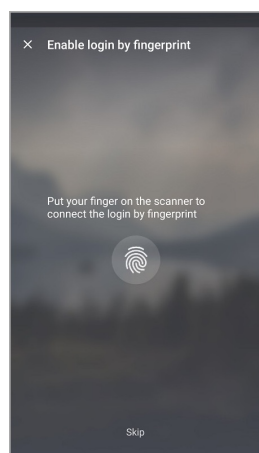 Enable login by fingerprint
Put your finger on the scanner to
connect the login by fingerprint
Skip